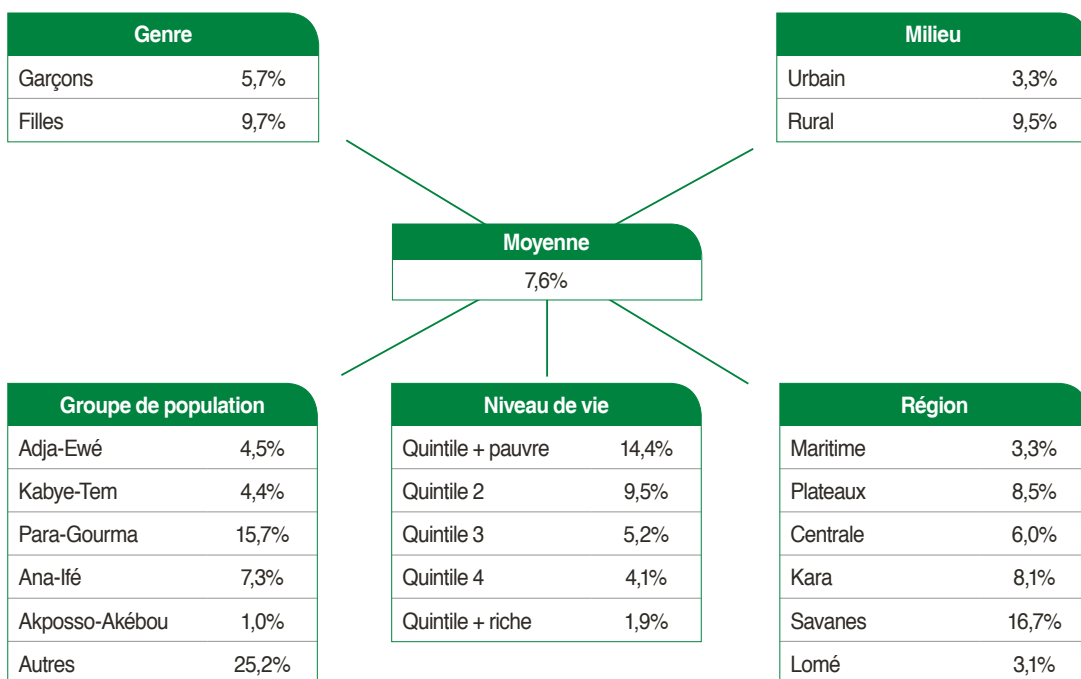 Genre
Garçons 5,7%
Filles 9,7%
Milieu
Urbain 3,3%
Rural 9,5%
Moyenne
7,6%
Groupe de population
Adja-Ewé 4,5%
Kabye-Tem 4,4%
Para-Gourma 15,7%
Ana-Ifé 7,3%
Akposso-Akébou 1,0%
Autres 25,2%
Niveau de vie
Quintile + pauvre 14,4%
Quintile 2 9,5%
Quintile 3 5,2%
Quintile 4 4,1%
Quintile + riche 1,9%
Région
Maritime 3,3%
Plateaux 8,5%
Centrale 6,0%
Kara 8,1%
Savanes 16,7%
Lomé 3,1%